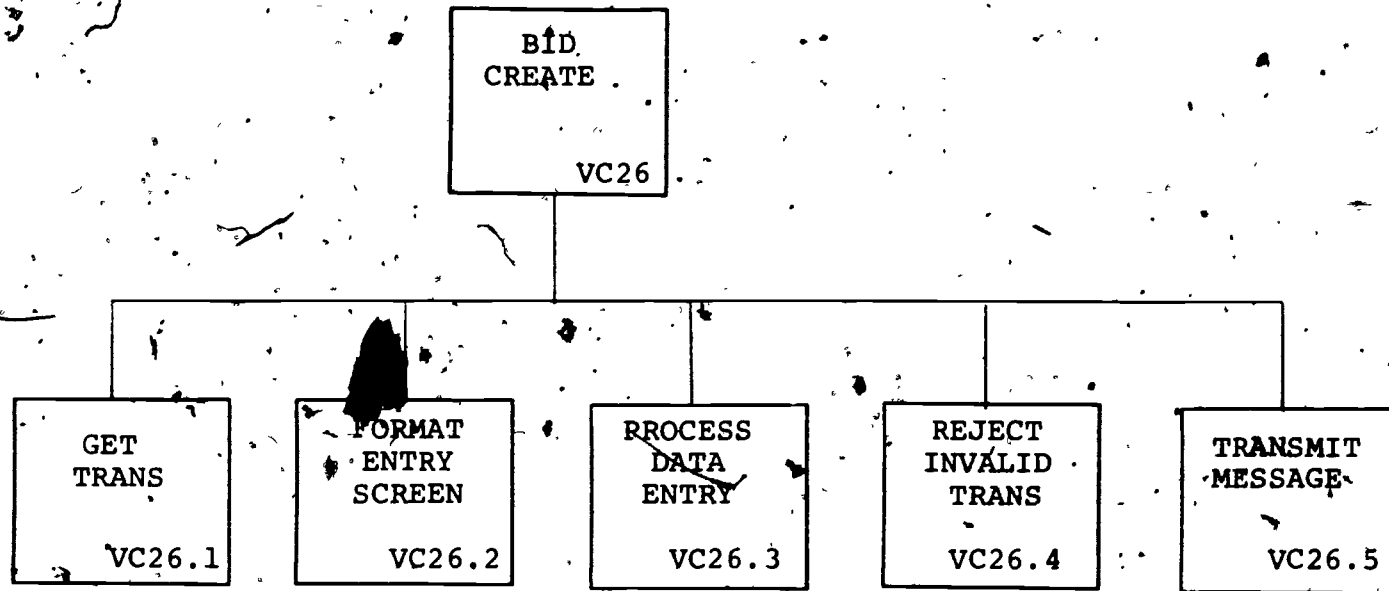 BID
CREATE
VC26
GET
TRANS
VC26.1
FORMAT
ENTRY
SCREEN
VC26.2
PROCESS
DATA
ENTRY
VC26.3
REJECT
INVALID
TRANS
VC26.4
TRANSMIT
MESSAGE
VC26.5